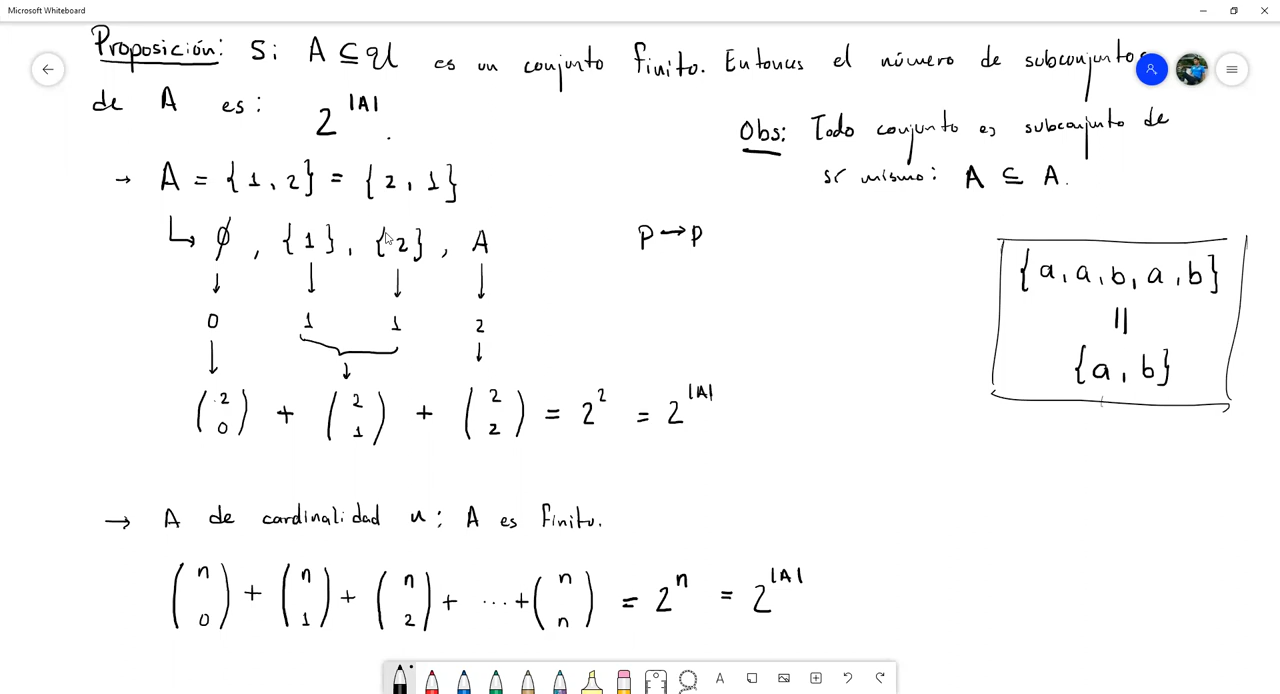 Microsoft Whiteboard
Proposición: Si A ⊆ 𝒰 es un conjunto finito. Entonces el número de subconjuntos
de A es: 2^|A|.
Obs: Todo conjunto es subconjunto de
sí mismo: A ⊆ A.
→ A = {1, 2} = {2, 1}
↳ ∅, {1}, {2}, A
p → p
↓ ↓ ↓ ↓
0 1 1 2
(2 0) + (2 1) + (2 2) = 2^2 = 2^|A|
{a, a, b, a, b}
||
{a, b}
→ A de cardinalidad n; A es finito.
(n 0) + (n 1) + (n 2) + ... + (n n) = 2^n = 2^|A|